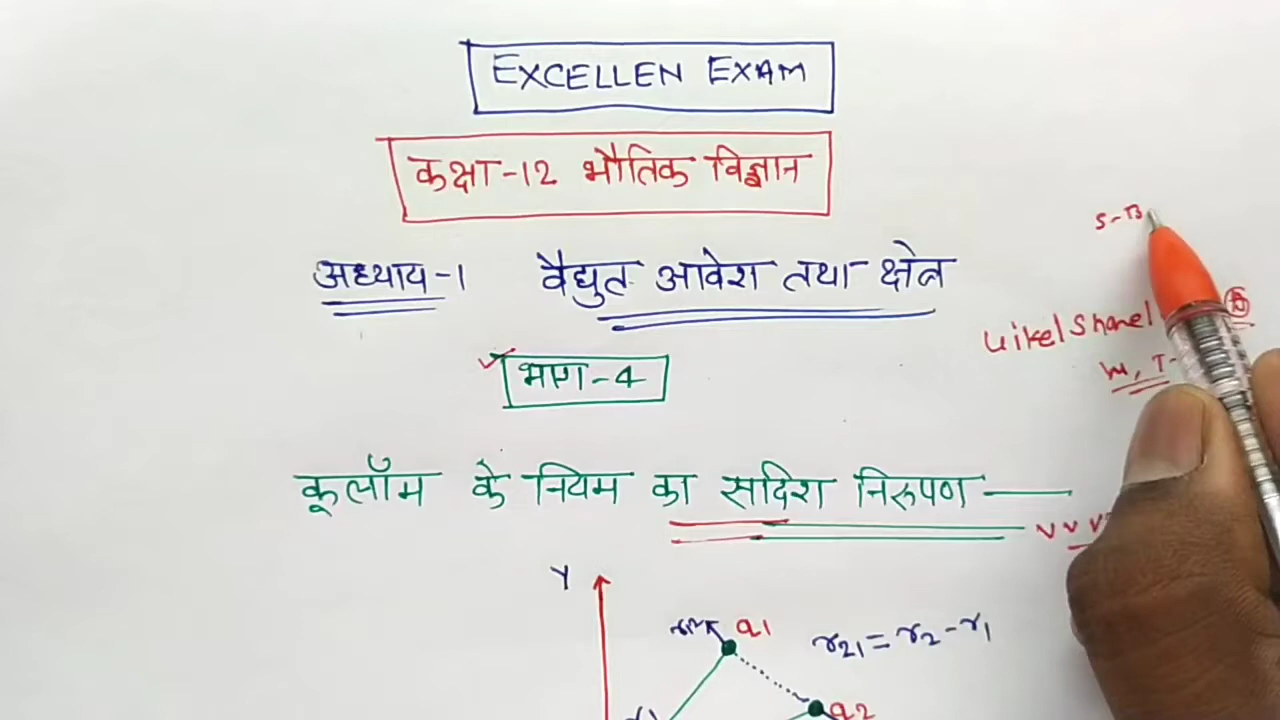 EXCELLEN EXAM
कक्षा-12 भौतिक विज्ञान
S-B
अध्याय-1 वैद्युत आवेश तथा क्षेत्र
भाग-4
कूलॉम के नियम का सदिश निरुपण
V V V
Y
q1
r21 = r2 - r1
q2